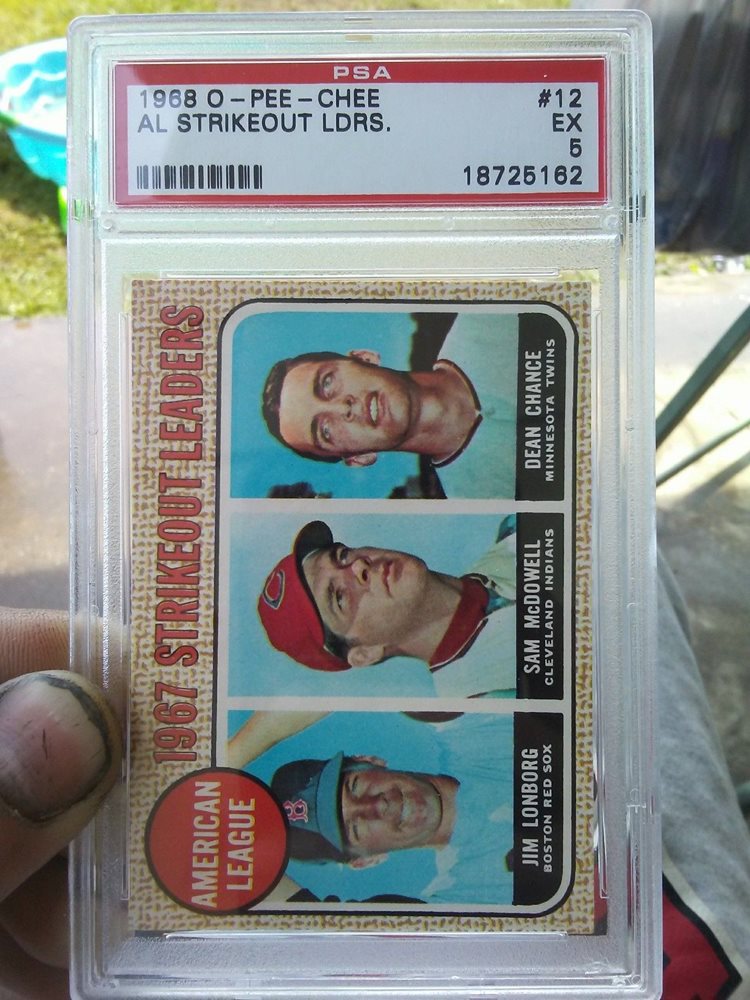 PSA
1968 O-PEE-CHEE #12
AL STRIKEOUT LDRS. EX
5
18725162
1967 STRIKEOUT LEADERS
AMERICAN
LEAGUE
JIM LONBORG
BOSTON RED SOX
SAM McDOWELL
CLEVELAND INDIANS
DEAN CHANCE
MINNESOTA TWINS